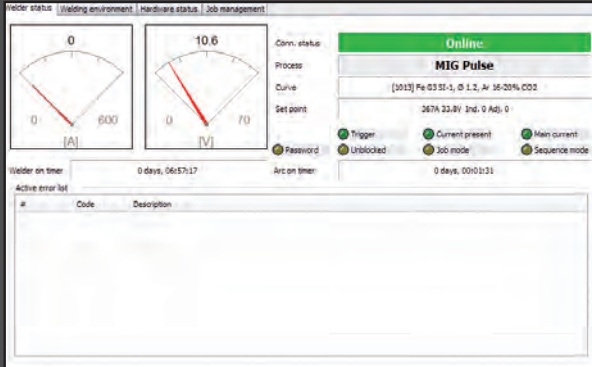 Welder status Welding environment Hardware status Job management
0
0 600
[A]
10.6
0 70
[V]
Conn. status Online
Process MIG Pulse
Curve [1013] Fe G3 Si-1, Ø 1.2, Ar 16-20% CO2
Set point 367A 33.8V Ind. 0 Adj. 0
Trigger Current present Main current
Password Unblocked Job mode Sequence mode
Welder on timer 0 days, 06:57:17 Arc on timer 0 days, 00:01:31
Active error list
# Code Description